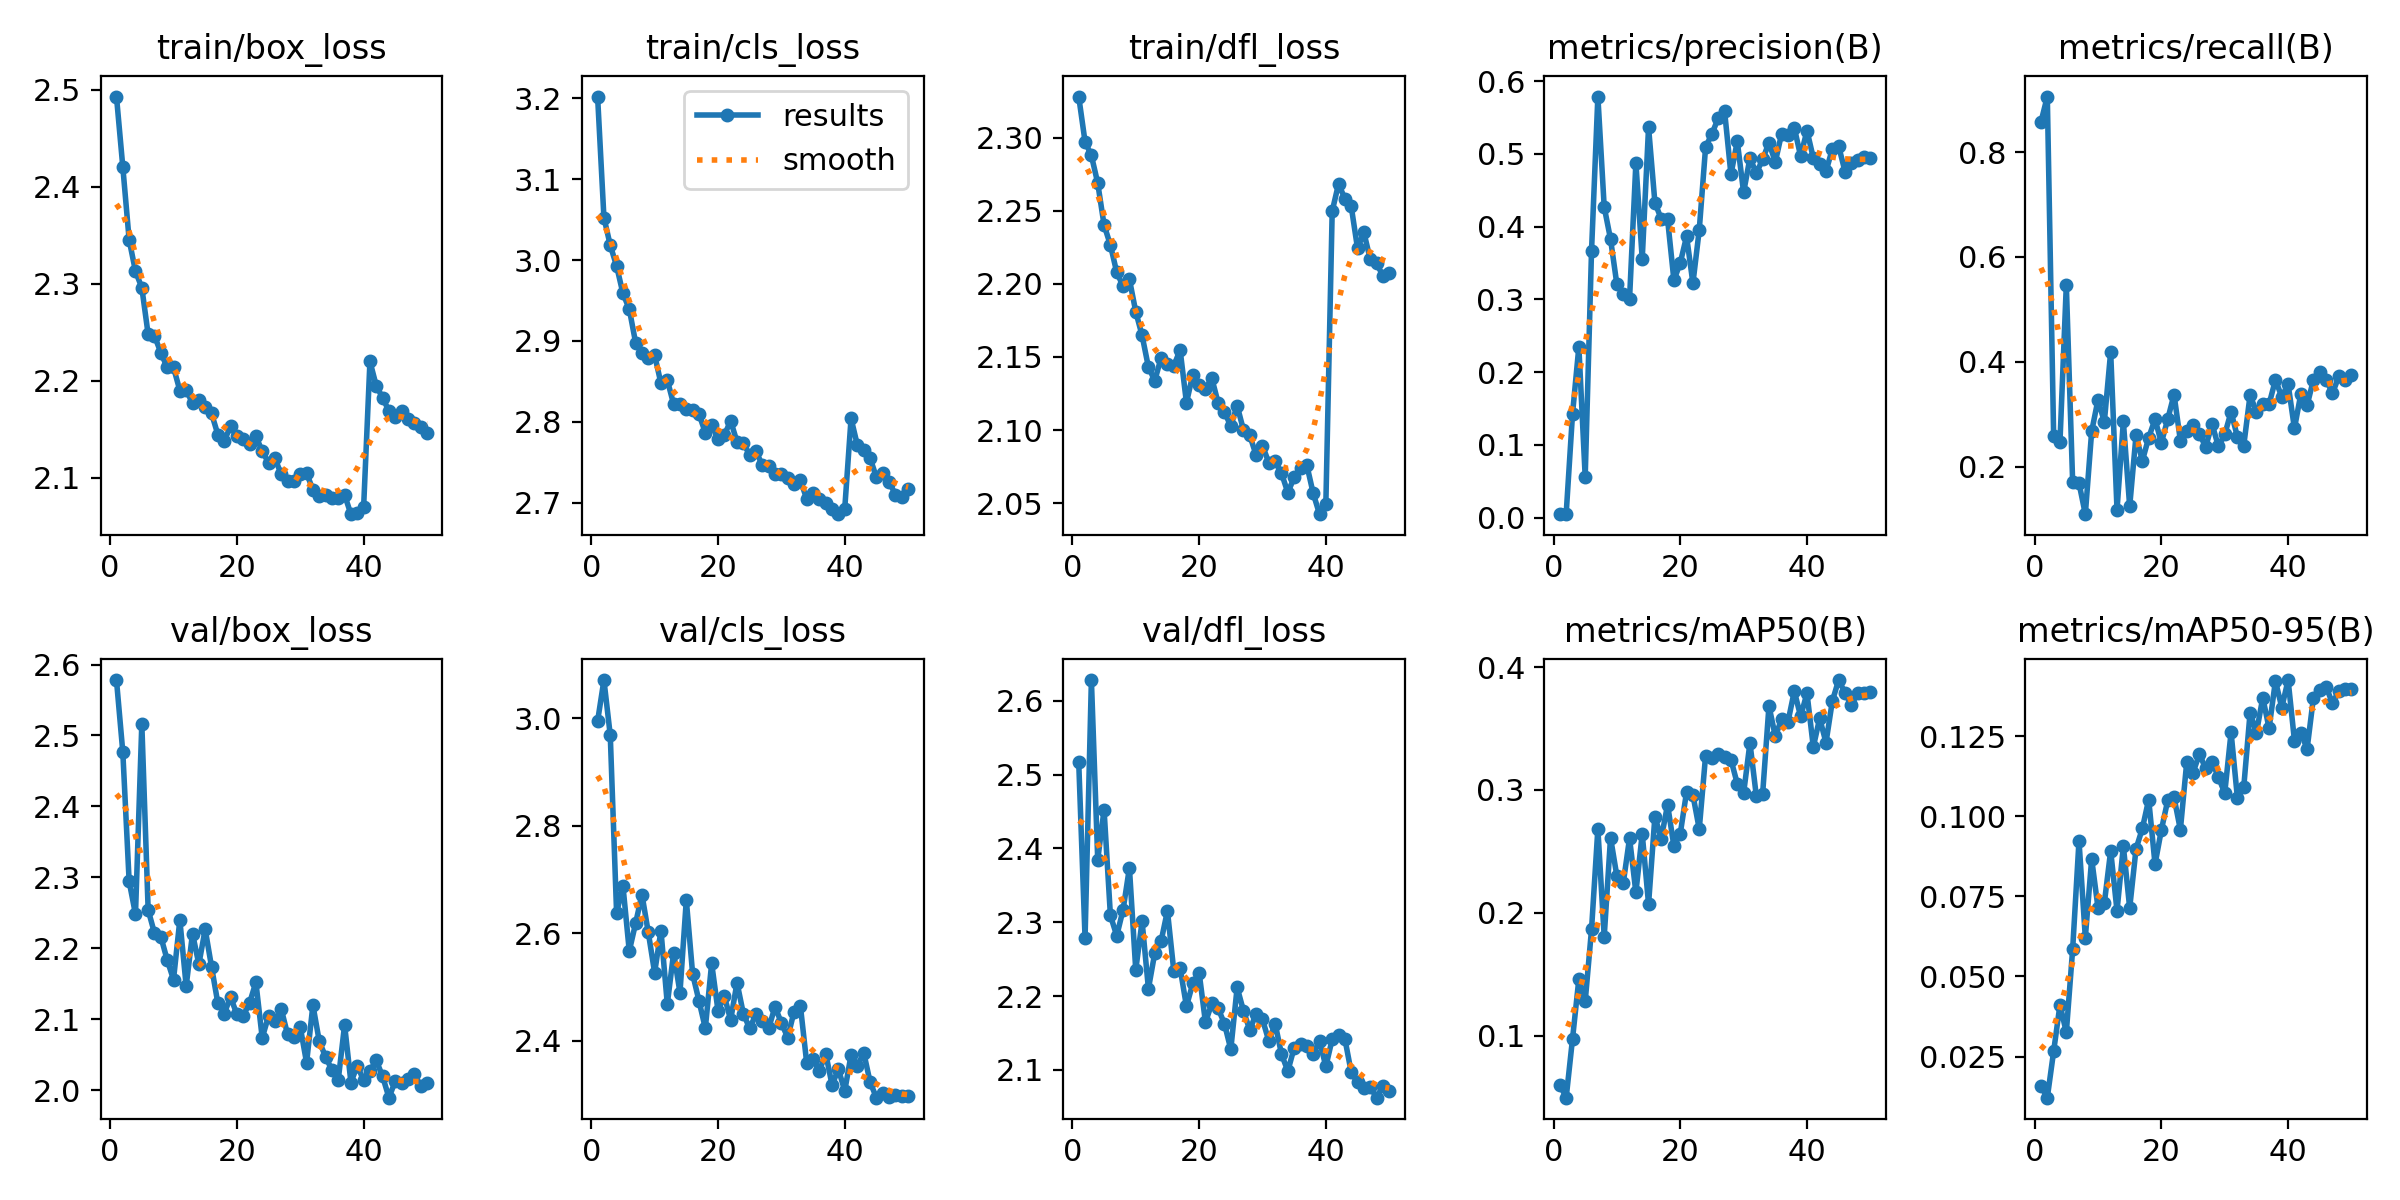 train/box_loss
train/cls_loss
train/dfl_loss
metrics/precision(B)
metrics/recall(B)
2.5
2.4
2.3
2.2
2.1
0 20 40
3.2
3.1
3.0
2.9
2.8
2.7
results
smooth
0 20 40
2.30
2.25
2.20
2.15
2.10
2.05
0 20 40
0.6
0.5
0.4
0.3
0.2
0.1
0.0
0 20 40
0.8
0.6
0.4
0.2
0 20 40
val/box_loss
val/cls_loss
val/dfl_loss
metrics/mAP50(B)
metrics/mAP50-95(B)
2.6
2.5
2.4
2.3
2.2
2.1
2.0
0 20 40
3.0
2.8
2.6
2.4
0 20 40
2.6
2.5
2.4
2.3
2.2
2.1
0 20 40
0.4
0.3
0.2
0.1
0 20 40
0.125
0.100
0.075
0.050
0.025
0 20 40